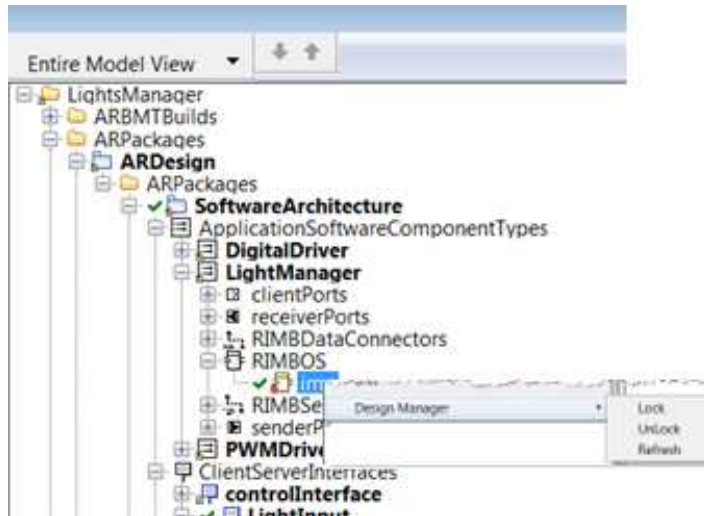 Entire Model View
LightsManager
ARBMTBuilds
ARPackages
ARDesign
ARPackages
SoftwareArchitecture
ApplicationSoftwareComponentTypes
DigitalDriver
LightManager
clientPorts
receiverPorts
RIMBDataConnectors
RIMBOS
RIMBSe
Design Manager
Lock
UnLock
Refresh
senderP
PWMDrive
ClientServerInterfaces
controlInterface
LightInput